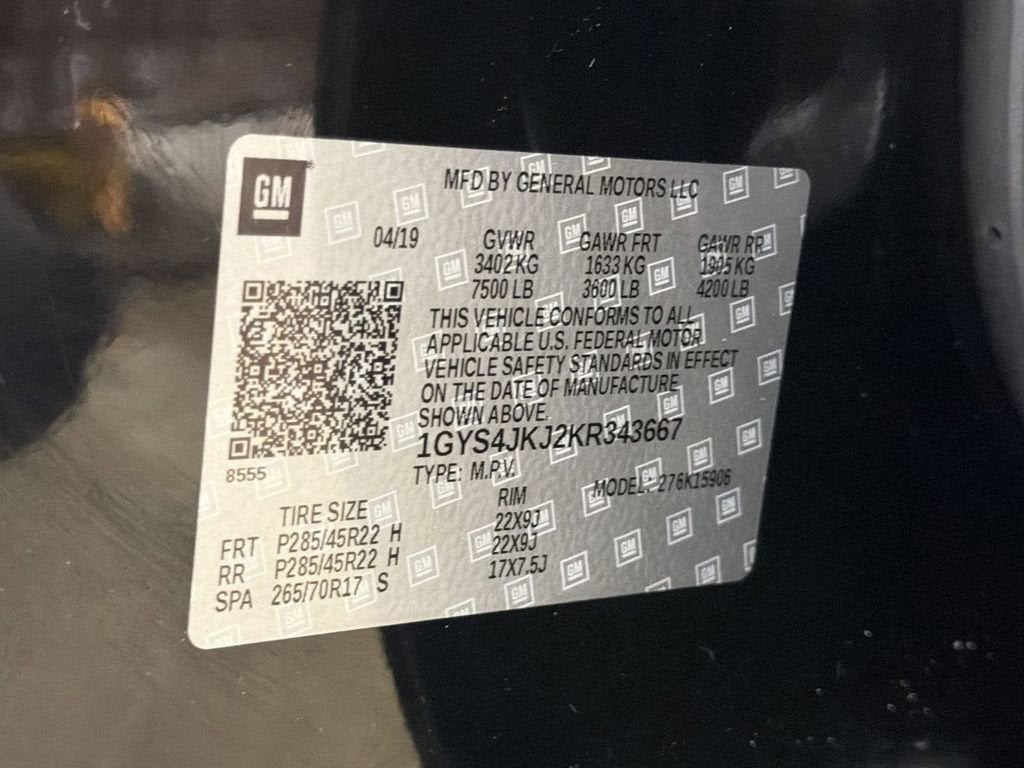 GM
MFD BY GENERAL MOTORS LLC
04/19 GVWR GAWR FRT GAWR RR
3402 KG 1633 KG 1905 KG
7500 LB 3600 LB 4200 LB
THIS VEHICLE CONFORMS TO ALL
APPLICABLE U.S. FEDERAL MOTOR
VEHICLE SAFETY STANDARDS IN EFFECT
ON THE DATE OF MANUFACTURE
SHOWN ABOVE.
1GYS4JKJ2KR343667
8555
TYPE: M.P.V. MODEL: 276K15906
TIRE SIZE RIM
FRT P285/45R22 H 22X9J
RR P285/45R22 H 22X9J
SPA 265/70R17 S 17X7.5J